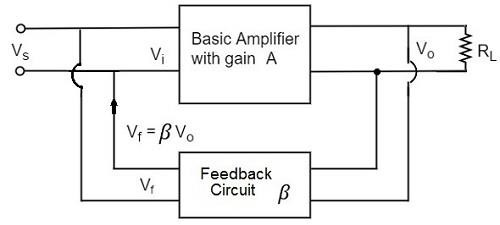 Vs
Vi
Basic Amplifier
with gain A
Vo
RL
Vf = β Vo
Vf
Feedback
Circuit β